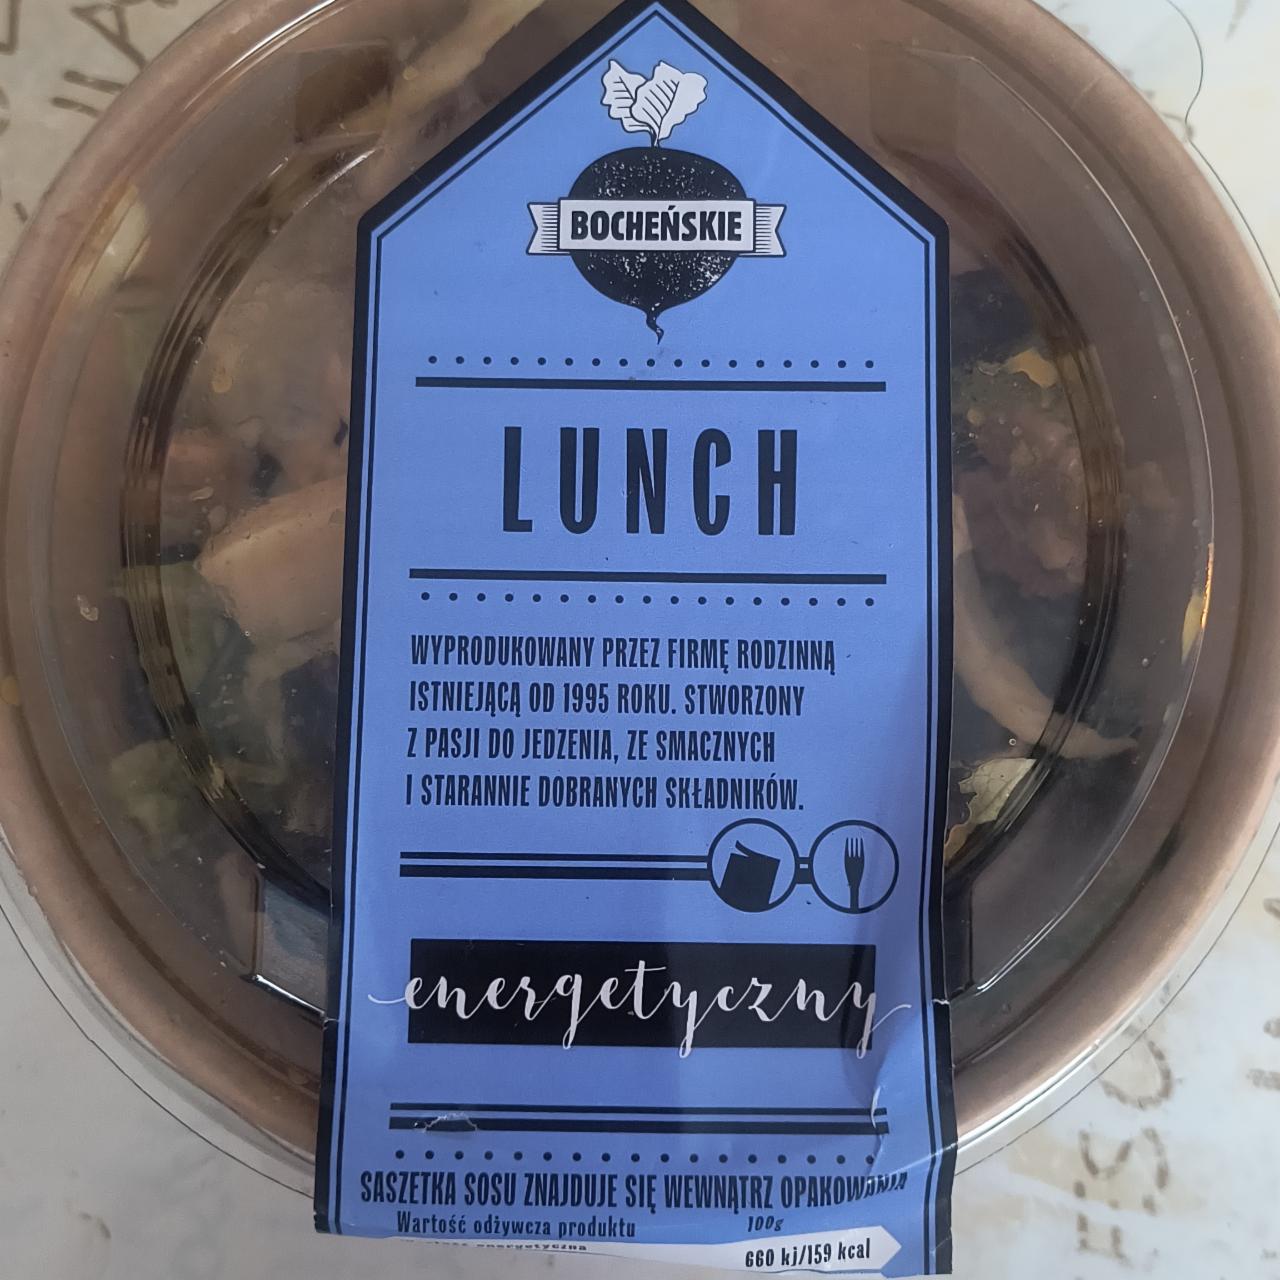 BOCHEŃSKIE
LUNCH
WYPRODUKOWANY PRZEZ FIRMĘ RODZINNĄ
ISTNIEJĄCĄ OD 1995 ROKU. STWORZONY
Z PASJI DO JEDZENIA, ZE SMACZNYCH
I STARANNIE DOBRANYCH SKŁADNIKÓW.
energetyczny
SASZETKA SOSU ZNAJDUJE SIĘ WEWNĄTRZ OPAKOWANIA
Wartość odżywcza produktu 100g
energetyczna 660 kj/159 kcal